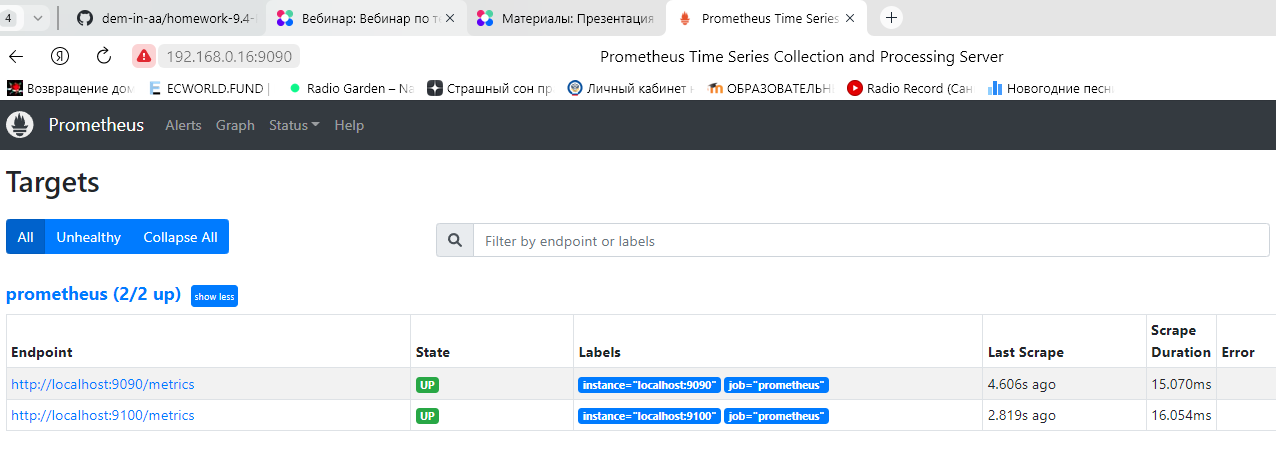 4 dem-in-aa/homework-9.4- Вебинар: Вебинар по т Материалы: Презентация Prometheus Time Series
192.168.0.16:9090 Prometheus Time Series Collection and Processing Server
Возвращение дом ECWORLD.FUND | Radio Garden – Na Страшный сон пр Личный кабинет ОБРАЗОВАТЕЛЬН Radio Record (Сан Новогодние песн
Prometheus Alerts Graph Status Help
Targets
All Unhealthy Collapse All Filter by endpoint or labels
prometheus (2/2 up) show less
Endpoint State Labels Last Scrape Scrape Duration Error
http://localhost:9090/metrics UP instance="localhost:9090" job="prometheus" 4.606s ago 15.070ms
http://localhost:9100/metrics UP instance="localhost:9100" job="prometheus" 2.819s ago 16.054ms